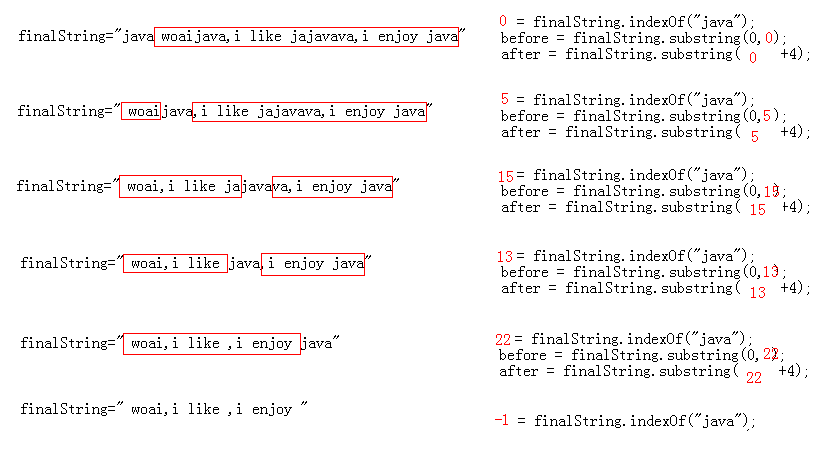 finalString="java woaijava,i like jajavava,i enjoy java"
0 = finalString.indexOf("java");
before = finalString.substring(0,0);
after = finalString.substring( 0 +4);
finalString=" woaijava,i like jajavava,i enjoy java"
5 = finalString.indexOf("java");
before = finalString.substring(0,5);
after = finalString.substring( 5 +4);
finalString=" woai,i like jajavava,i enjoy java"
15 = finalString.indexOf("java");
before = finalString.substring(0,15);
after = finalString.substring( 15 +4);
finalString=" woai,i like java,i enjoy java"
13 = finalString.indexOf("java");
before = finalString.substring(0,13);
after = finalString.substring( 13 +4);
finalString=" woai,i like ,i enjoy java"
22 = finalString.indexOf("java");
before = finalString.substring(0,22);
after = finalString.substring( 22 +4);
finalString=" woai,i like ,i enjoy "
-1 = finalString.indexOf("java");